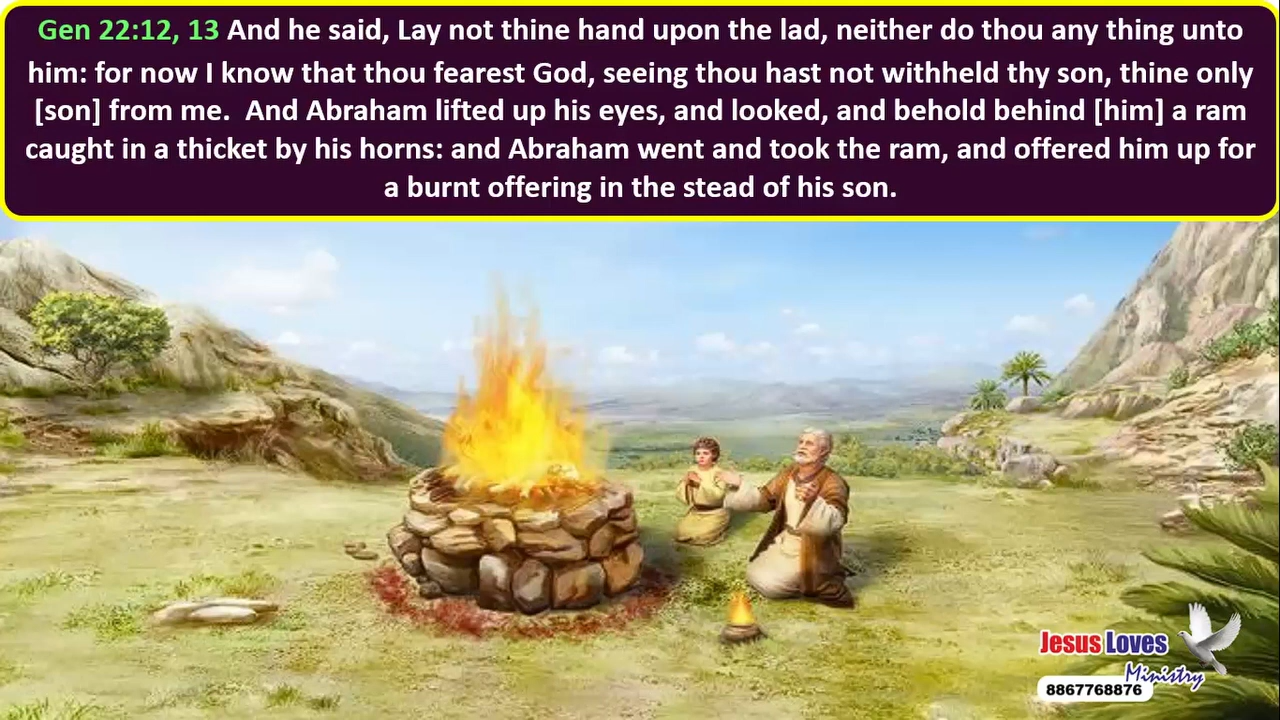 Gen 22:12, 13 And he said, Lay not thine hand upon the lad, neither do thou any thing unto
him: for now I know that thou fearest God, seeing thou hast not withheld thy son, thine only
[son] from me.  And Abraham lifted up his eyes, and looked, and behold behind [him] a ram
caught in a thicket by his horns: and Abraham went and took the ram, and offered him up for
a burnt offering in the stead of his son.
Jesus Loves
Ministry
8867768876